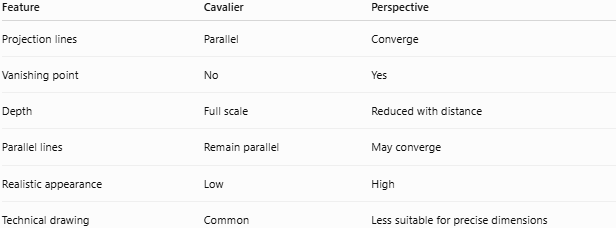 Feature Cavalier Perspective
Projection lines Parallel Converge
Vanishing point No Yes
Depth Full scale Reduced with distance
Parallel lines Remain parallel May converge
Realistic appearance Low High
Technical drawing Common Less suitable for precise dimensions